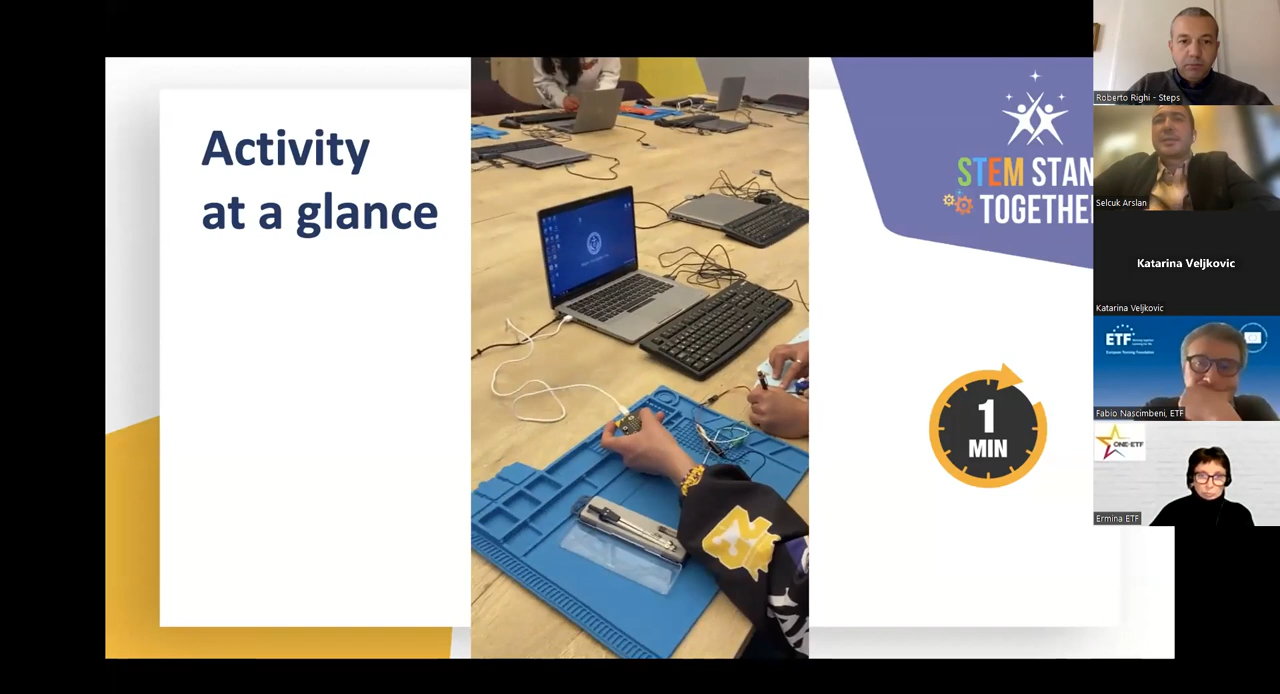 Activity
at a glance
STEM STAN
TOGETHE
1
MIN
Roberto Righi - Steps
Selcuk Arslan
Katarina Veljkovic
Katarina Veljkovic
ETF
European Training Foundation
Fabio Nascimbeni, ETF
ONE-ETF
Ermina ETF